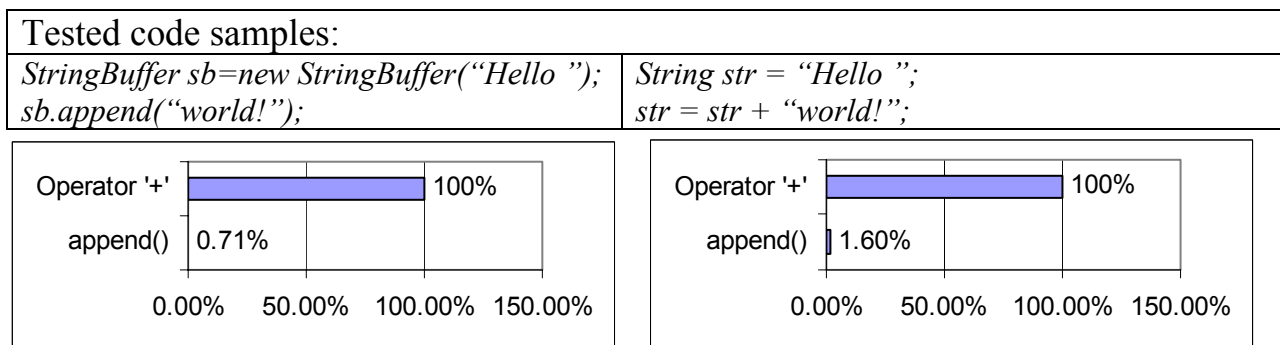 Tested code samples:
StringBuffer sb=new StringBuffer(“Hello ”);
sb.append(“world!”);
String str = “Hello ”;
str = str + “world!”;
Operator '+'
100%
append()
0.71%
0.00% 50.00% 100.00% 150.00%
Operator '+'
100%
append()
1.60%
0.00% 50.00% 100.00% 150.00%